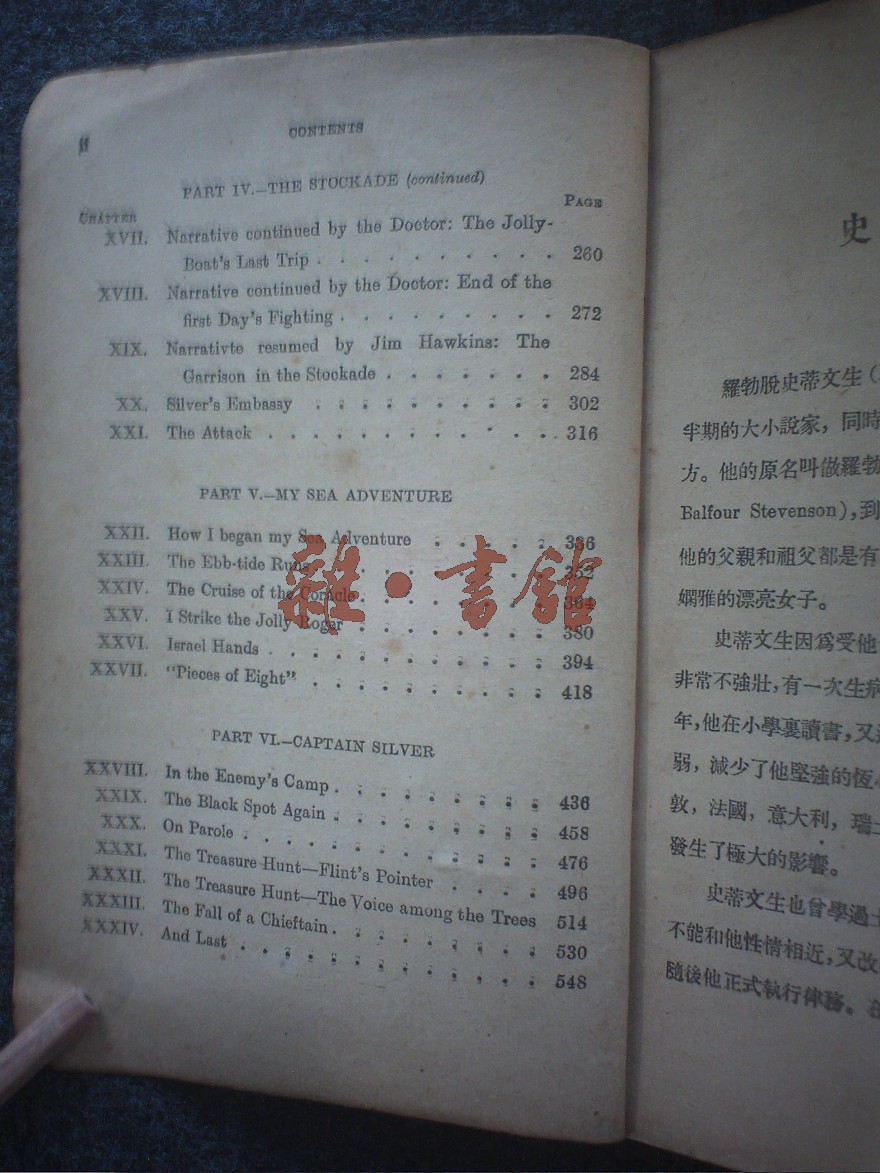 ii
CONTENTS
PART IV.—THE STOCKADE (continued)
CHAPTER PAGE
XVII. Narrative continued by the Doctor: The Jolly-
Boat's Last Trip . . . . . . . . . . 260
XVIII. Narrative continued by the Doctor: End of the
first Day's Fighting . . . . . . . . . 272
XIX. Narrativte resumed by Jim Hawkins: The
Garrison in the Stockade . . . . . . . 284
XX. Silver's Embassy . . . . . . . . . . 302
XXI. The Attack . . . . . . . . . . . . 316
PART V.—MY SEA ADVENTURE
XXII. How I began my Sea Adventure . . . . . 336
XXIII. The Ebb-tide Runs . . . . . . . . . 352
XXIV. The Cruise of the Coracle . . . . . . . 364
XXV. I Strike the Jolly Roger . . . . . . . . 380
XXVI. Israel Hands . . . . . . . . . . . 394
XXVII. "Pieces of Eight" . . . . . . . . . 418
PART VI.—CAPTAIN SILVER
XXVIII. In the Enemy's Camp . . . . . . . . 436
XXIX. The Black Spot Again . . . . . . . . 458
XXX. On Parole . . . . . . . . . . . . 476
XXXI. The Treasure Hunt—Flint's Pointer . . . . 496
XXXII. The Treasure Hunt—The Voice among the Trees 514
XXXIII. The Fall of a Chieftain . . . . . . . . 530
XXXIV. And Last . . . . . . . . . . . . 548
雜·書館
史
羅勃脫史蒂文生（
半期的大小說家，同時
方。他的原名叫做羅勃
Balfour Stevenson），到
他的父親和祖父都是有
嫻雅的漂亮女子。
史蒂文生因爲受他
非常不強壯，有一次生病
年，他在小學裏讀書，又
弱，減少了他堅強的恆
敦，法國，意大利，瑞士
發生了極大的影響。
史蒂文生也曾學過
不能和他性情相近，又改
隨後他正式執行律務。在